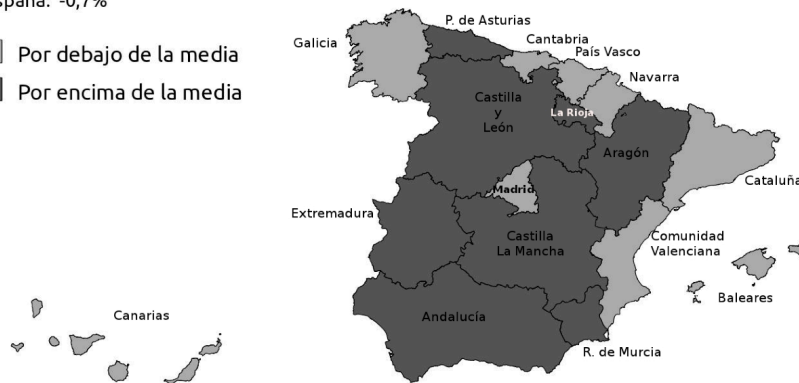 España: -0,7%
Por debajo de la media
Por encima de la media
P. de Asturias
Galicia
Cantabria
País Vasco
Navarra
Castilla
y
León
La Rioja
Aragón
Cataluña
Madrid
Extremadura
Castilla
La Mancha
Comunidad
Valenciana
Baleares
Canarias
Andalucía
R. de Murcia